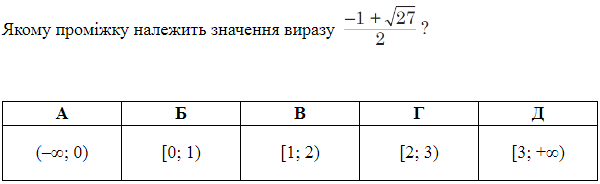 Якому проміжку належить значення виразу (−1 + √27)/2 ?
А Б В Г Д
(–∞; 0) [0; 1) [1; 2) [2; 3) [3; +∞)